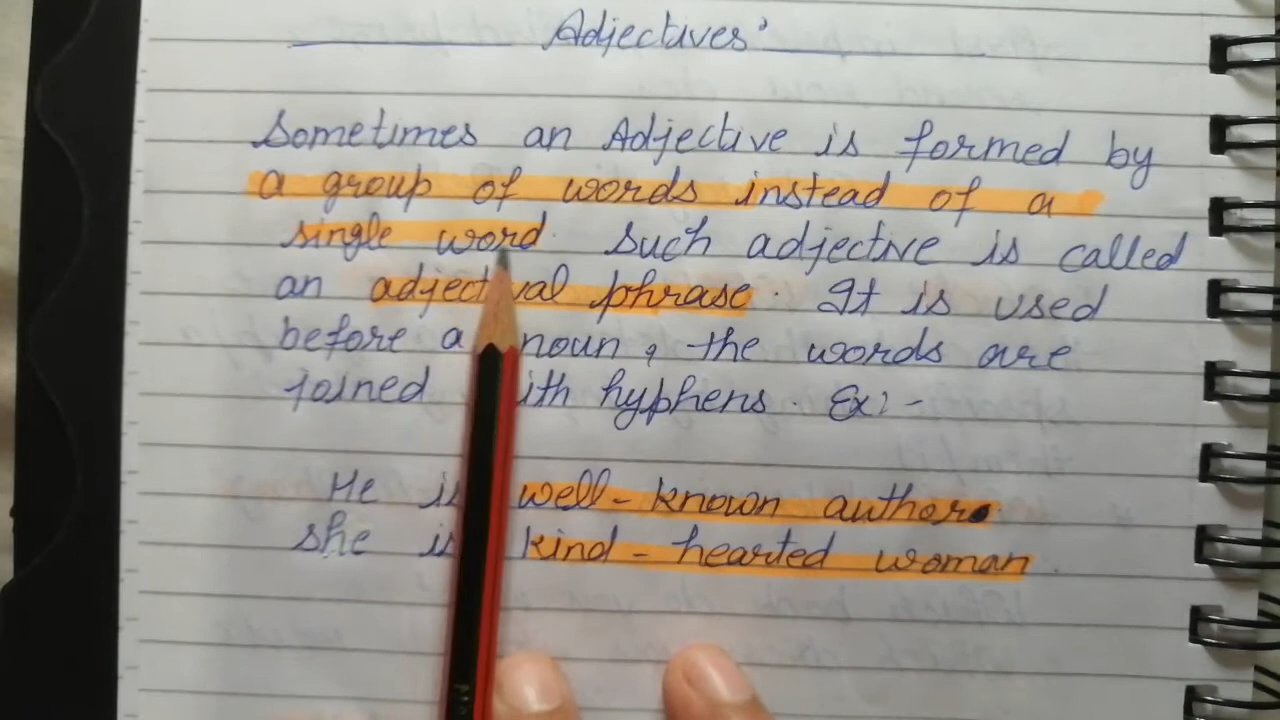 Adjectives'
Sometimes an Adjective is formed by
a group of words instead of a
single word. Such adjective is called
an adjectival phrase. It is used
before a noun, the words are
joined with hyphens. Ex:-
He is well-known author.
she is kind-hearted woman.